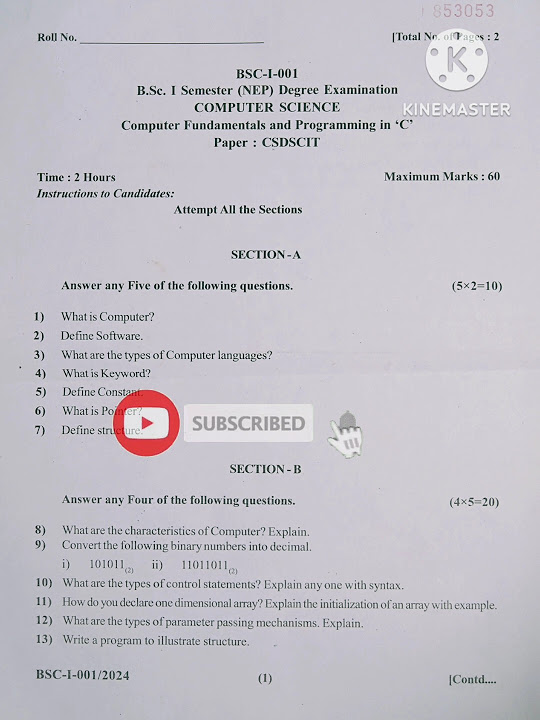 853053
Roll No. ____________________ [Total No. of Pages : 2
KINEMASTER
BSC-I-001
B.Sc. I Semester (NEP) Degree Examination
COMPUTER SCIENCE
Computer Fundamentals and Programming in ‘C’
Paper : CSDSCIT
Time : 2 Hours Maximum Marks : 60
Instructions to Candidates:
Attempt All the Sections
SECTION-A
Answer any Five of the following questions. (5×2=10)
1) What is Computer?
2) Define Software.
3) What are the types of Computer languages?
4) What is Keyword?
5) Define Constant.
6) What is Pointer?
7) Define structure.
SUBSCRIBED
SECTION-B
Answer any Four of the following questions. (4×5=20)
8) What are the characteristics of Computer? Explain.
9) Convert the following binary numbers into decimal.
i) 101011(2) ii) 11011011(2)
10) What are the types of control statements? Explain any one with syntax.
11) How do you declare one dimensional array? Explain the initialization of an array with example.
12) What are the types of parameter passing mechanisms. Explain.
13) Write a program to illustrate structure.
BSC-I-001/2024 (1) [Contd....